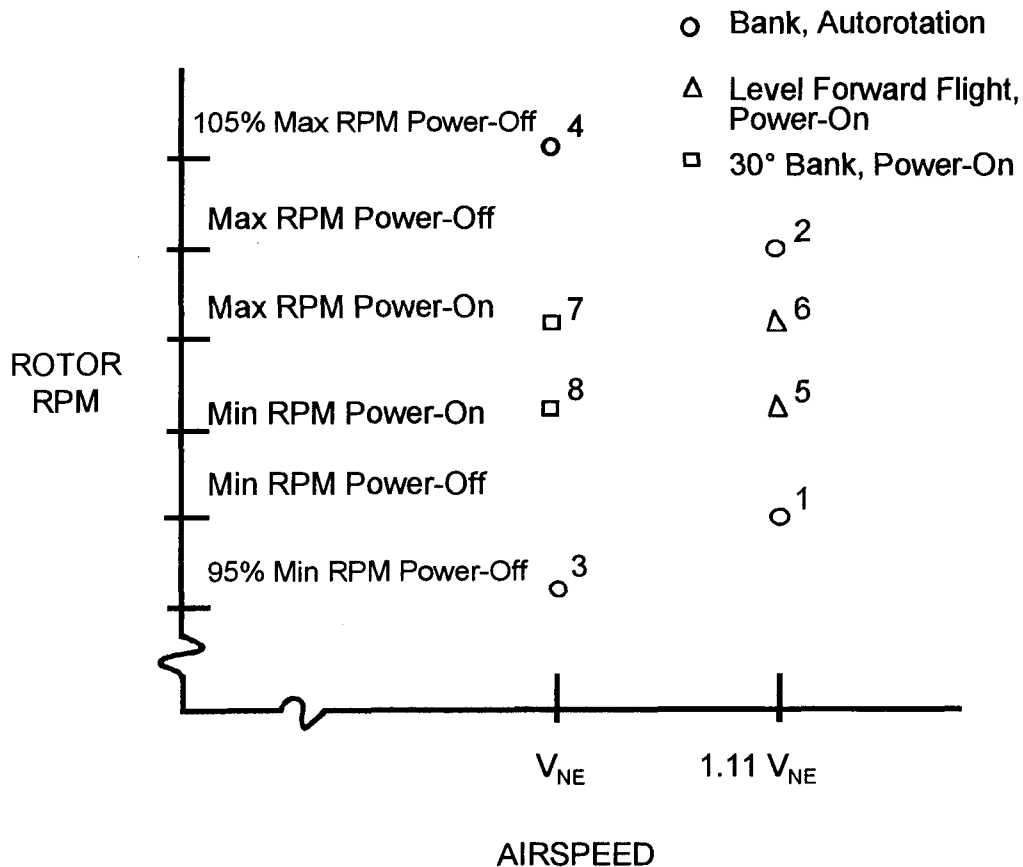 Bank, Autorotation
Level Forward Flight,
Power-On
30° Bank, Power-On
105% Max RPM Power-Off
4
Max RPM Power-Off
2
Max RPM Power-On
7
6
ROTOR
RPM
Min RPM Power-On
8
5
Min RPM Power-Off
1
95% Min RPM Power-Off
3
V_NE
1.11 V_NE
AIRSPEED